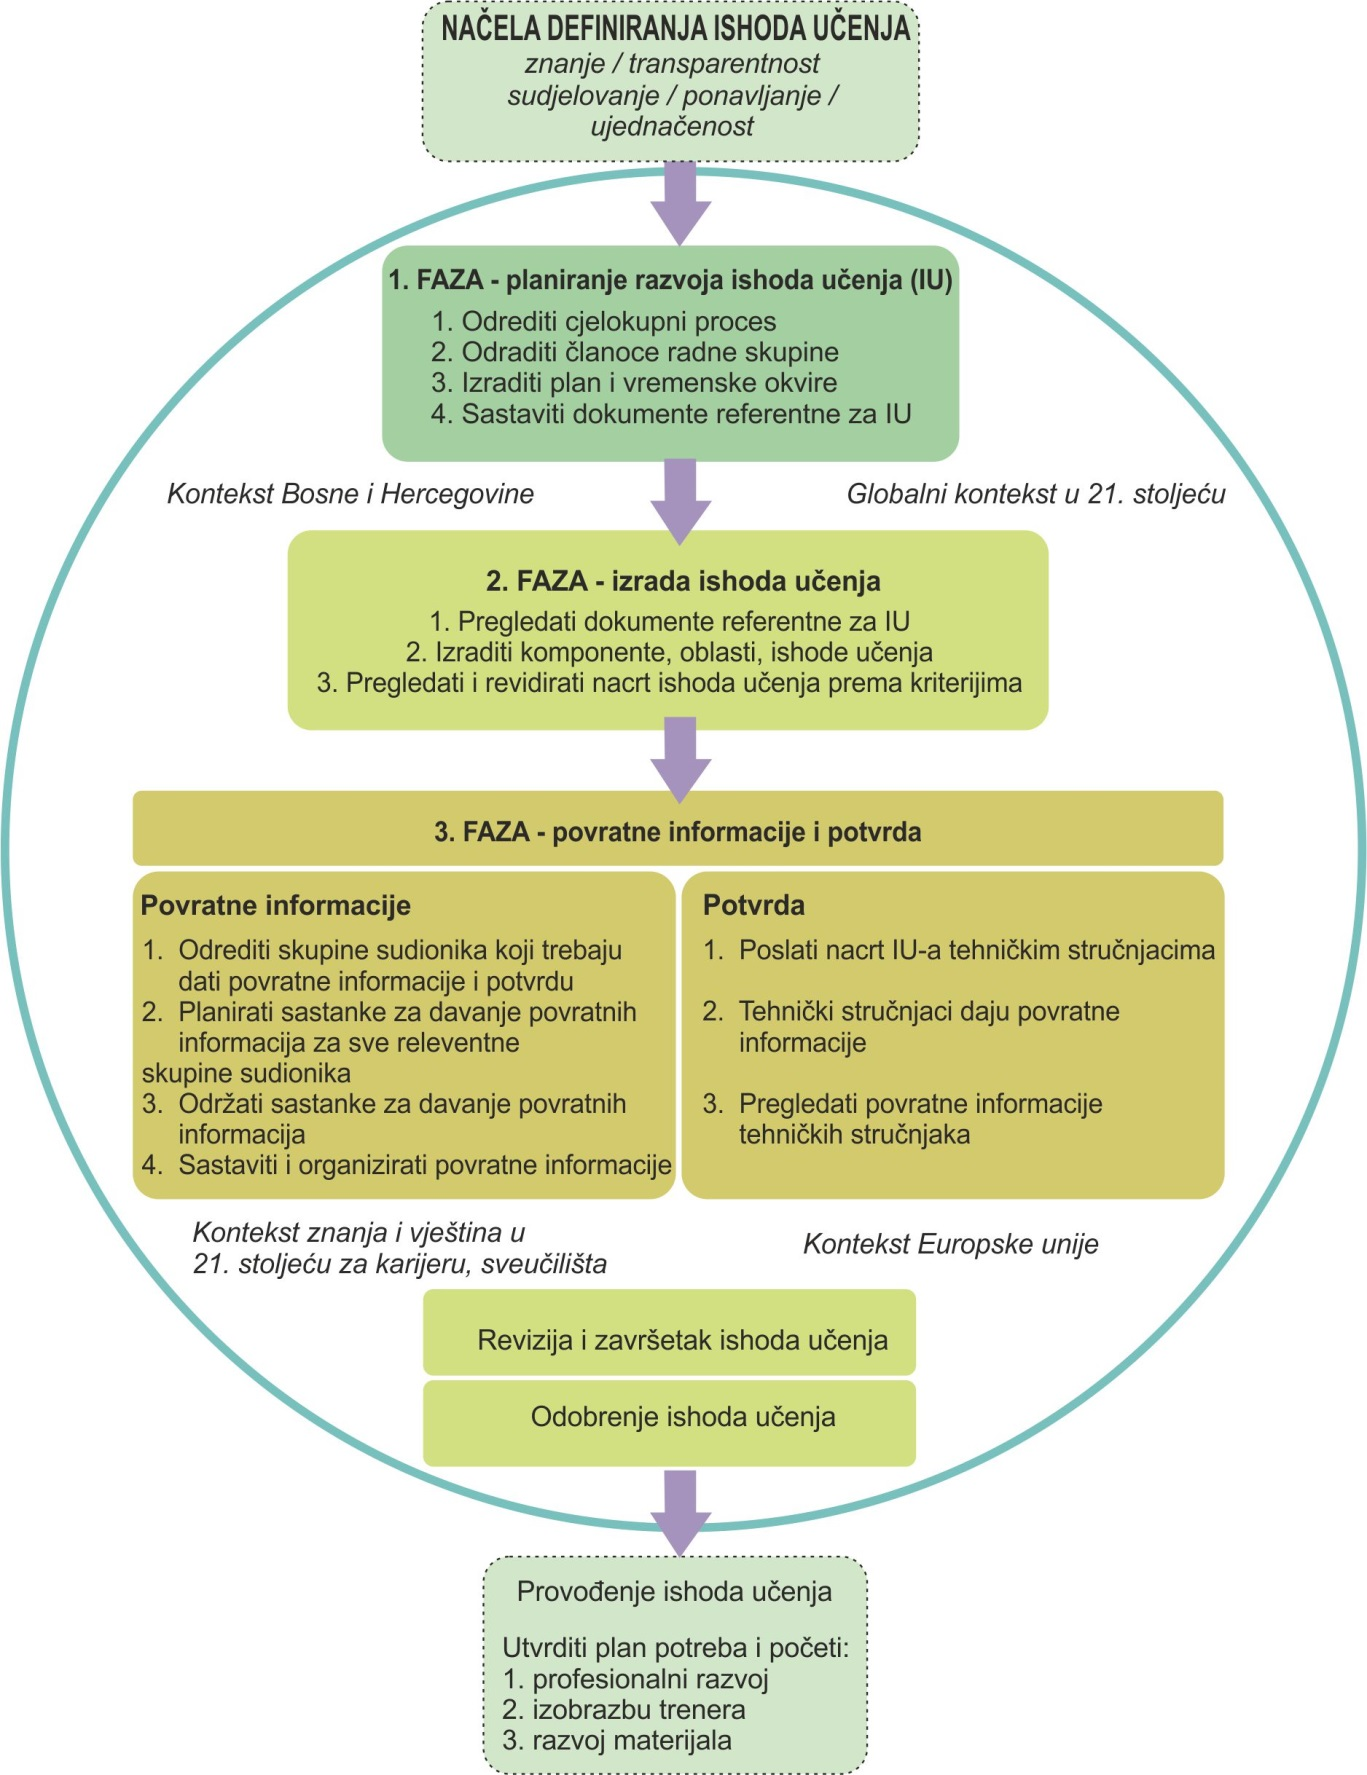 NAČELA DEFINIRANJA ISHODA UČENJA
znanje / transparentnost
sudjelovanje / ponavljanje /
ujednačenost
1. FAZA - planiranje razvoja ishoda učenja (IU)
1. Odrediti cjelokupni proces
2. Odraditi članoce radne skupine
3. Izraditi plan i vremenske okvire
4. Sastaviti dokumente referentne za IU
Kontekst Bosne i Hercegovine
Globalni kontekst u 21. stoljeću
2. FAZA - izrada ishoda učenja
1. Pregledati dokumente referentne za IU
2. Izraditi komponente, oblasti, ishode učenja
3. Pregledati i revidirati nacrt ishoda učenja prema kriterijima
3. FAZA - povratne informacije i potvrda
Povratne informacije
1. Odrediti skupine sudionika koji trebaju
dati povratne informacije i potvrdu
2. Planirati sastanke za davanje povratnih
informacija za sve releventne
skupine sudionika
3. Održati sastanke za davanje povratnih
informacija
4. Sastaviti i organizirati povratne informacije
Potvrda
1. Poslati nacrt IU-a tehničkim stručnjacima
2. Tehnički stručnjaci daju povratne
informacije
3. Pregledati povratne informacije
tehničkih stručnjaka
Kontekst znanja i vještina u
21. stoljeću za karijeru, sveučilišta
Kontekst Europske unije
Revizija i završetak ishoda učenja
Odobrenje ishoda učenja
Provođenje ishoda učenja
Utvrditi plan potreba i početi:
1. profesionalni razvoj
2. izobrazbu trenera
3. razvoj materijala